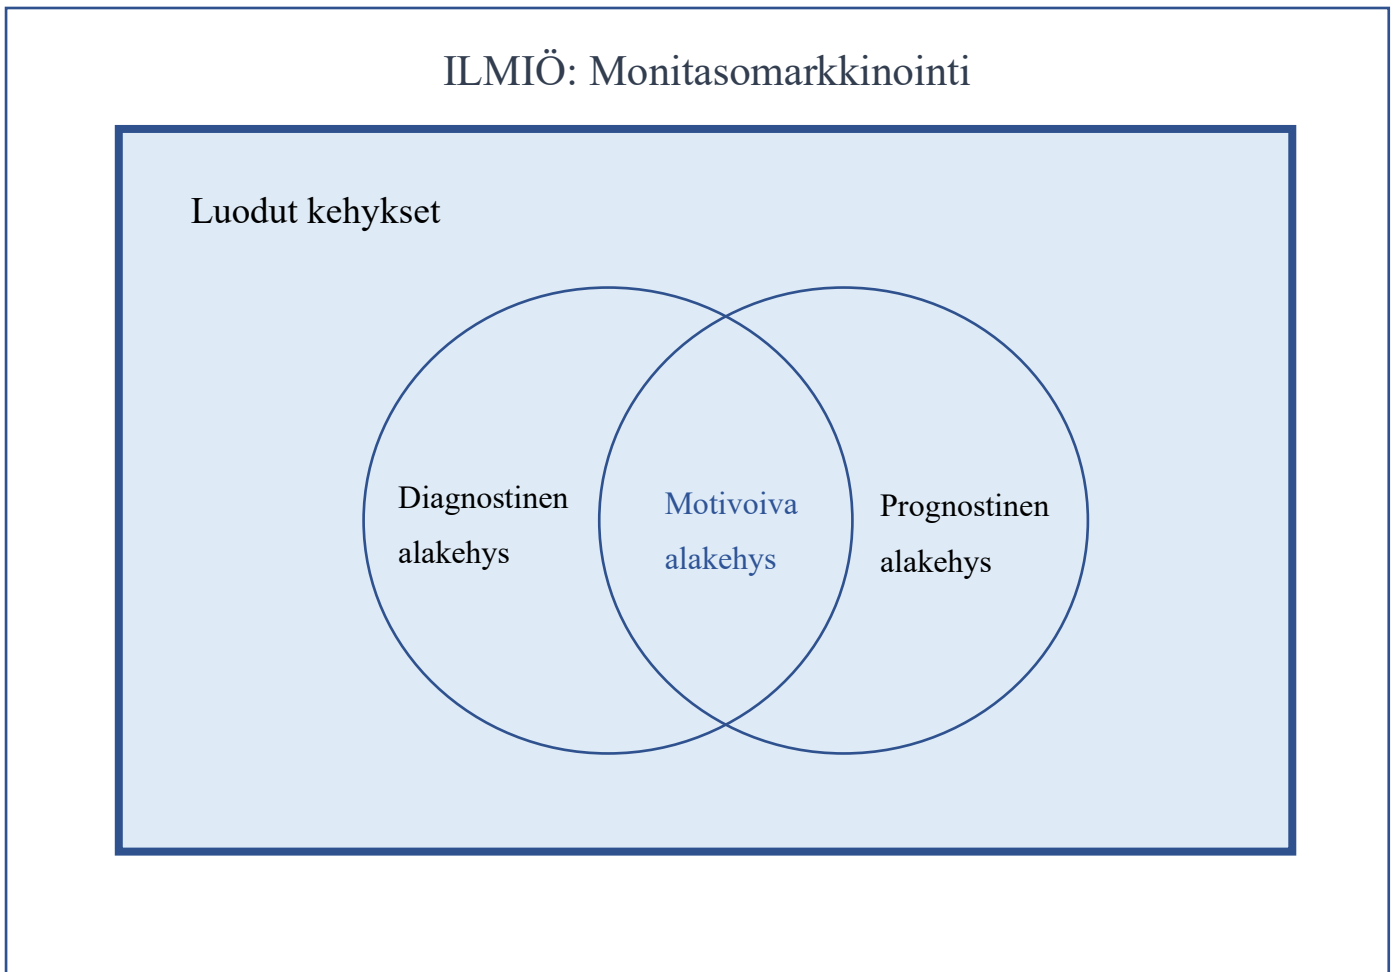 ILMIÖ: Monitasomarkkinointi
Luodut kehykset
Diagnostinen
alakehys
Motivoiva
alakehys
Prognostinen
alakehys